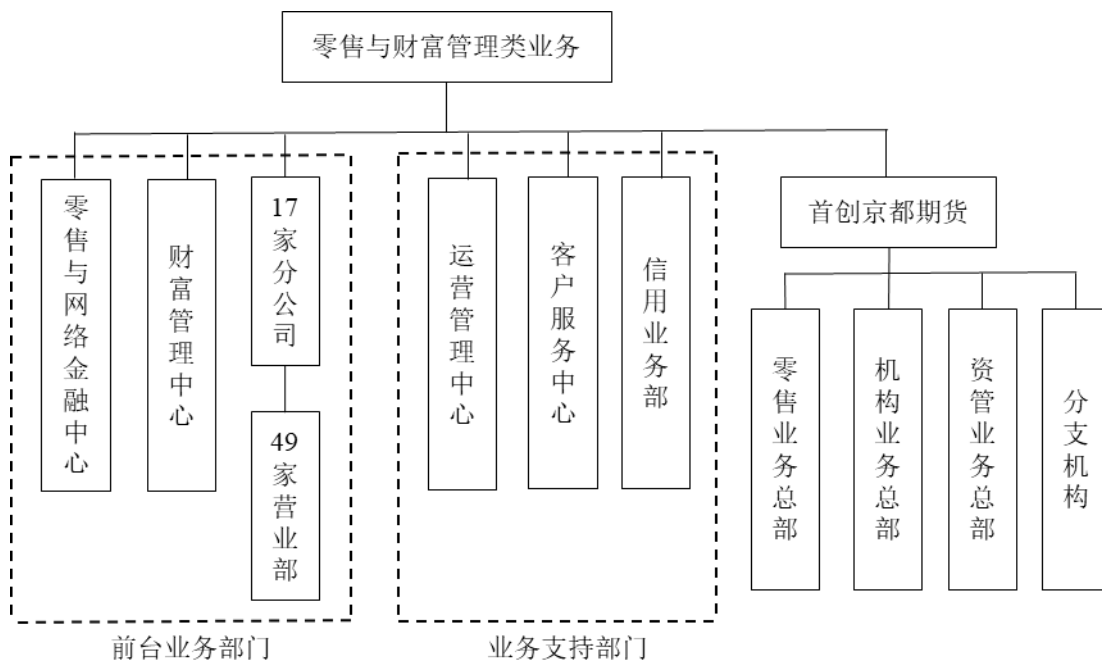 零售与财富管理类业务
零售与网络金融中心
财富管理中心
17
家分公司
49
家营业部
前台业务部门
运营管理中心
客户服务中心
信用业务部
业务支持部门
首创京都期货
零售业务总部
机构业务总部
资管业务总部
分支机构